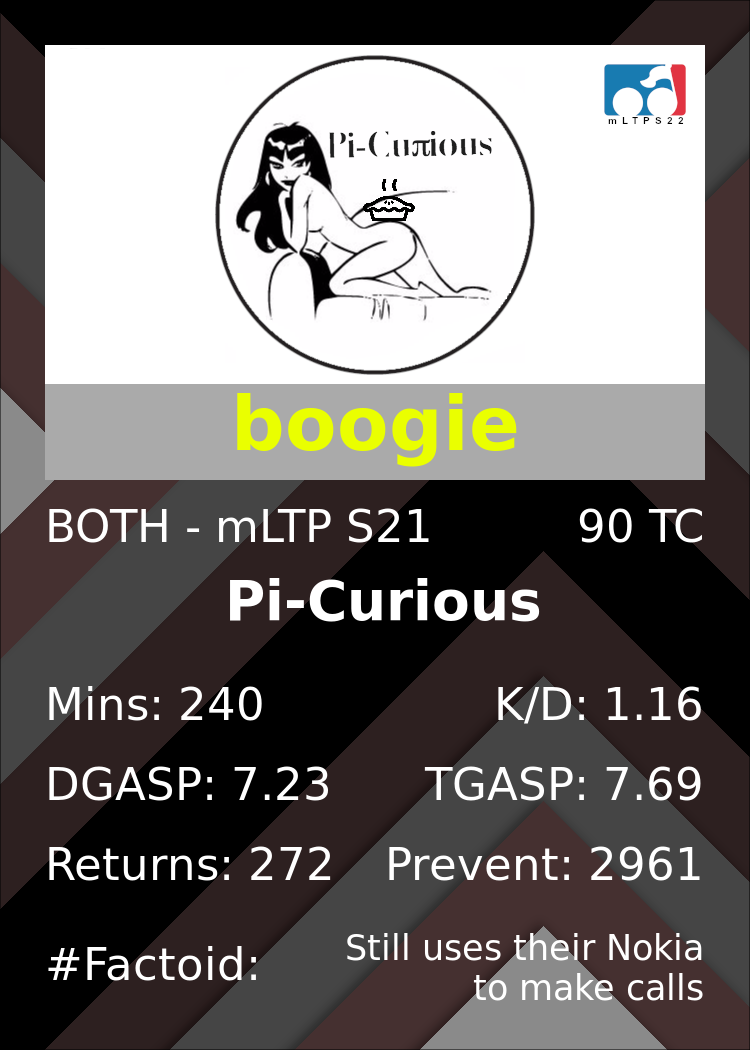 Pi-Cuπious
mLTPS22
boogie
BOTH - mLTP S21 90 TC
Pi-Curious
Mins: 240 K/D: 1.16
DGASP: 7.23 TGASP: 7.69
Returns: 272 Prevent: 2961
#Factoid: Still uses their Nokia
to make calls